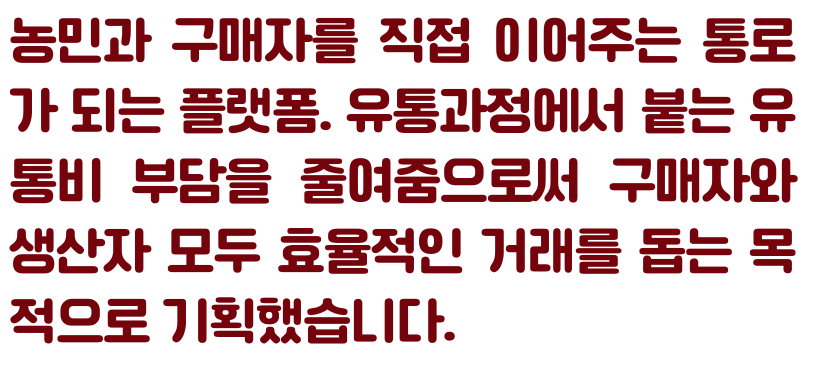 농민과 구매자를 직접 이어주는 통로
가 되는 플랫폼. 유통과정에서 붙는 유
통비 부담을 줄여줌으로써 구매자와
생산자 모두 효율적인 거래를 돕는 목
적으로 기획했습니다.